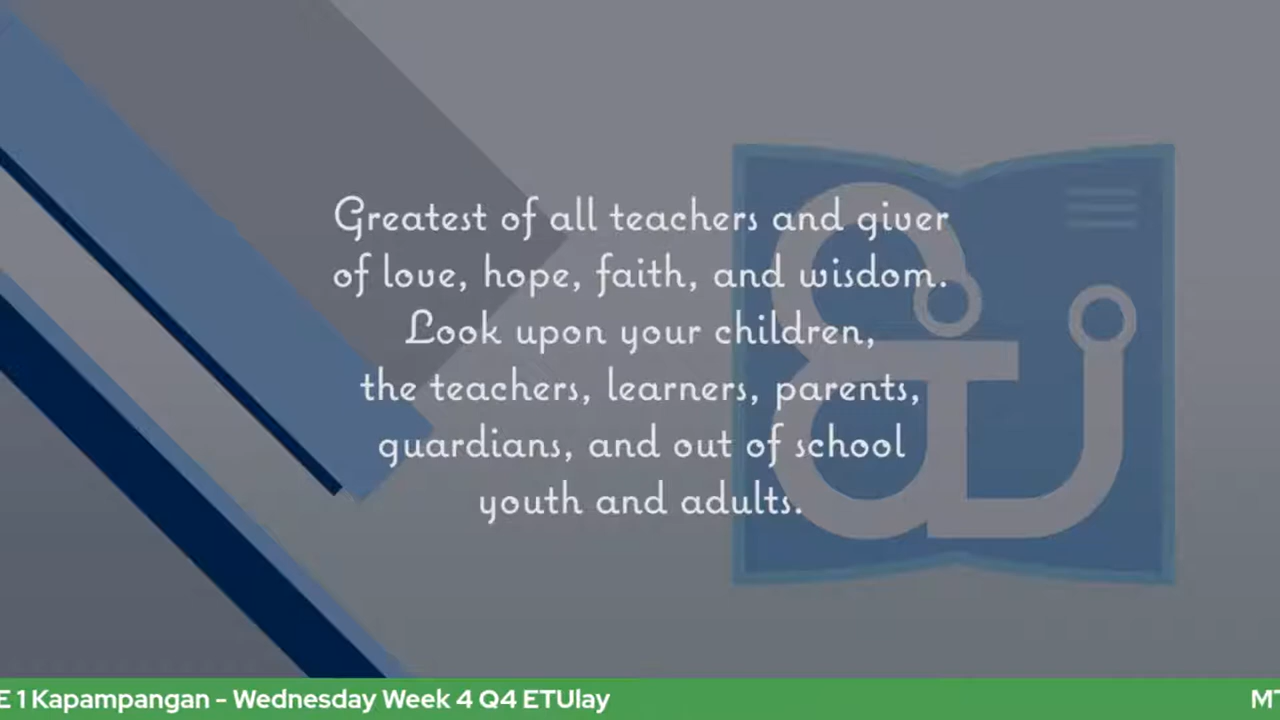 Greatest of all teachers and giver
of love, hope, faith, and wisdom.
Look upon your children,
the teachers, learners, parents,
guardians, and out of school
youth and adults.
E 1 Kapampangan - Wednesday Week 4 Q4 ETUlay
MT